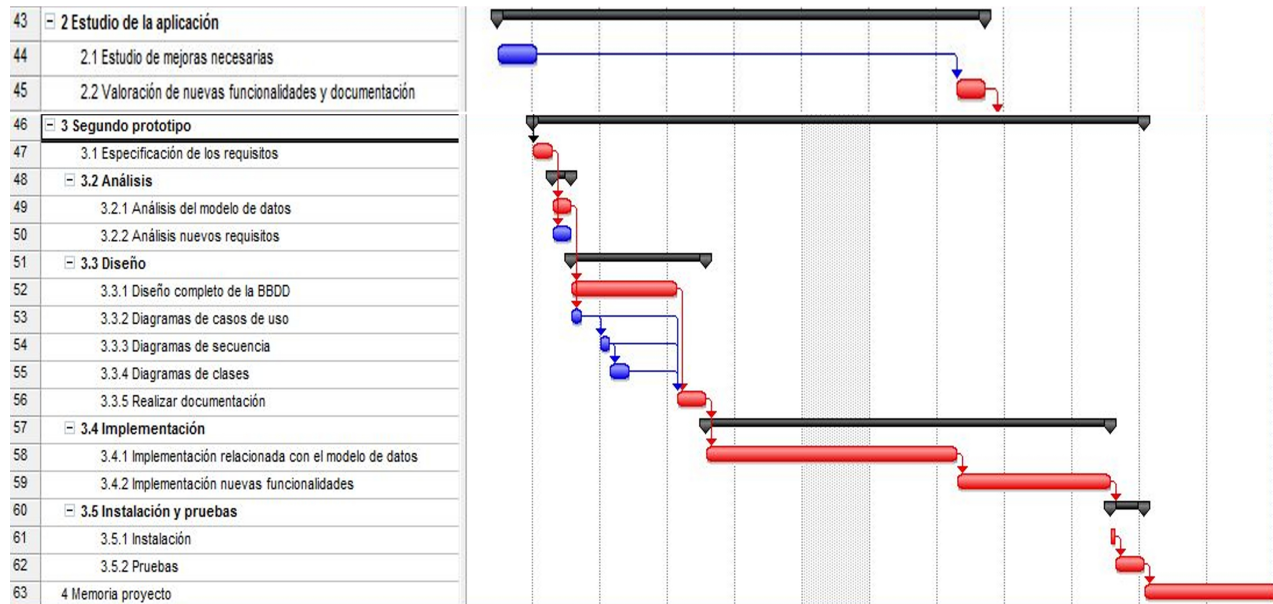 43 2 Estudio de la aplicación
44 2.1 Estudio de mejoras necesarias
45 2.2 Valoración de nuevas funcionalidades y documentación
46 3 Segundo prototipo
47 3.1 Especificación de los requisitos
48 3.2 Análisis
49 3.2.1 Análisis del modelo de datos
50 3.2.2 Análisis nuevos requisitos
51 3.3 Diseño
52 3.3.1 Diseño completo de la BBDD
53 3.3.2 Diagramas de casos de uso
54 3.3.3 Diagramas de secuencia
55 3.3.4 Diagramas de clases
56 3.3.5 Realizar documentación
57 3.4 Implementación
58 3.4.1 Implementación relacionada con el modelo de datos
59 3.4.2 Implementación nuevas funcionalidades
60 3.5 Instalación y pruebas
61 3.5.1 Instalación
62 3.5.2 Pruebas
63 4 Memoria proyecto